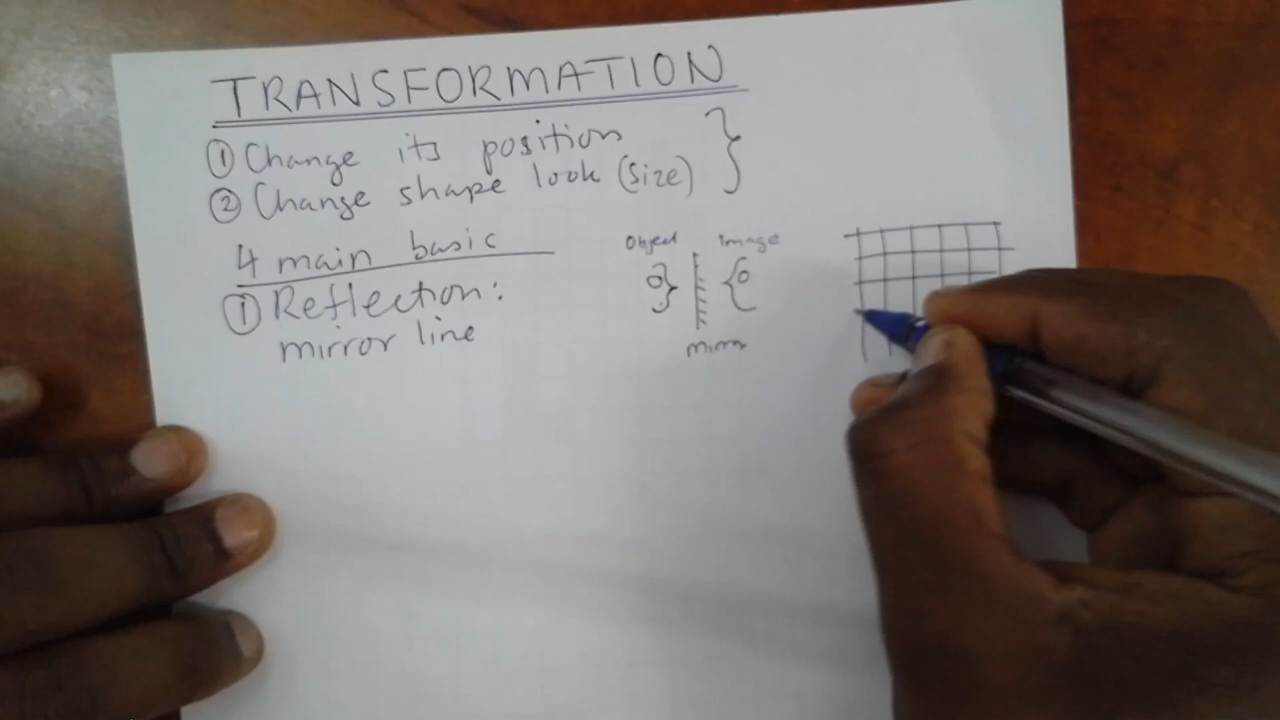 TRANSFORMATION
① Change its position
② Change shape look (size)
4 main basic
① Reflection:
mirror line
Object Image
mirror